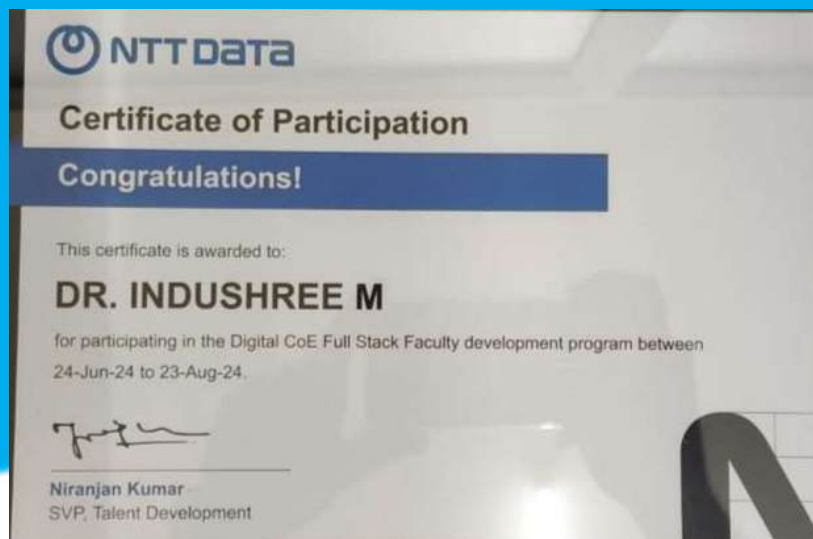 NTT DATA
Certificate of Participation
Congratulations!
This certificate is awarded to:
DR. INDUSHREE M
for participating in the Digital CoE Full Stack Faculty development program between
24-Jun-24 to 23-Aug-24.
Niranjan Kumar
SVP, Talent Development